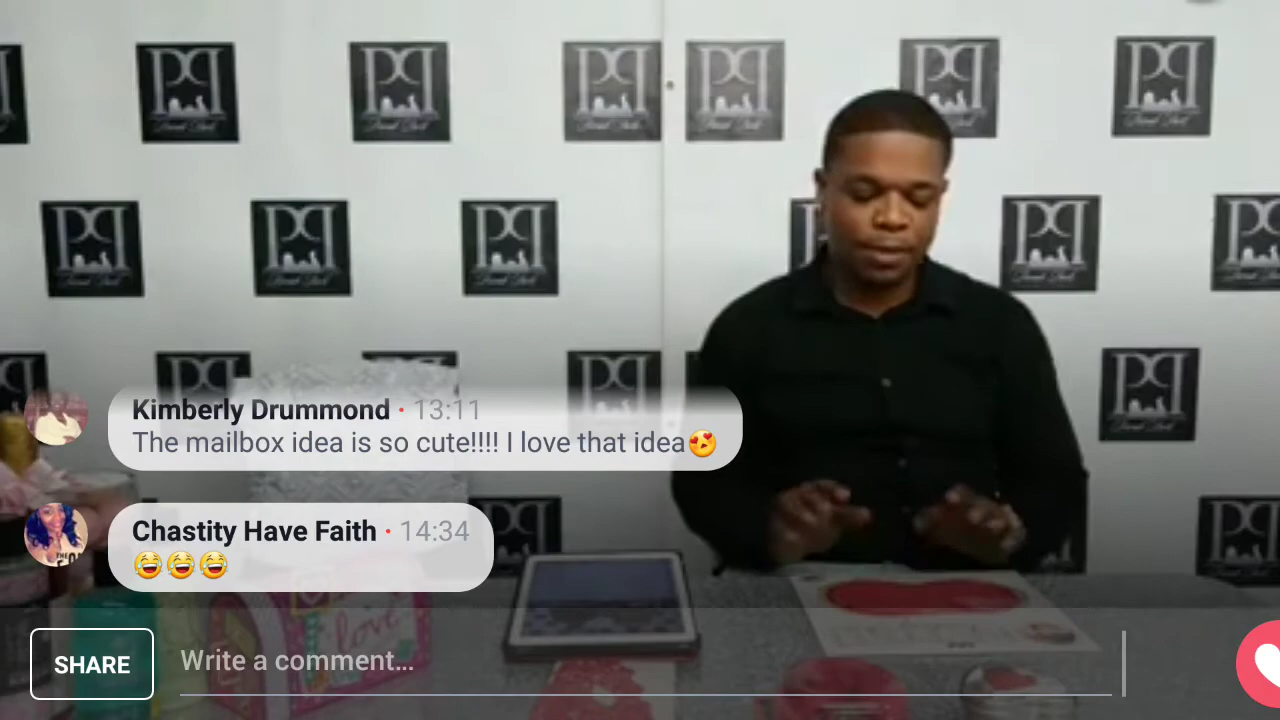 Kimberly Drummond • 13:11
The mailbox idea is so cute!!!! I love that idea😍
Chastity Have Faith • 14:34
😂😂😂
love
SHARE
Write a comment...